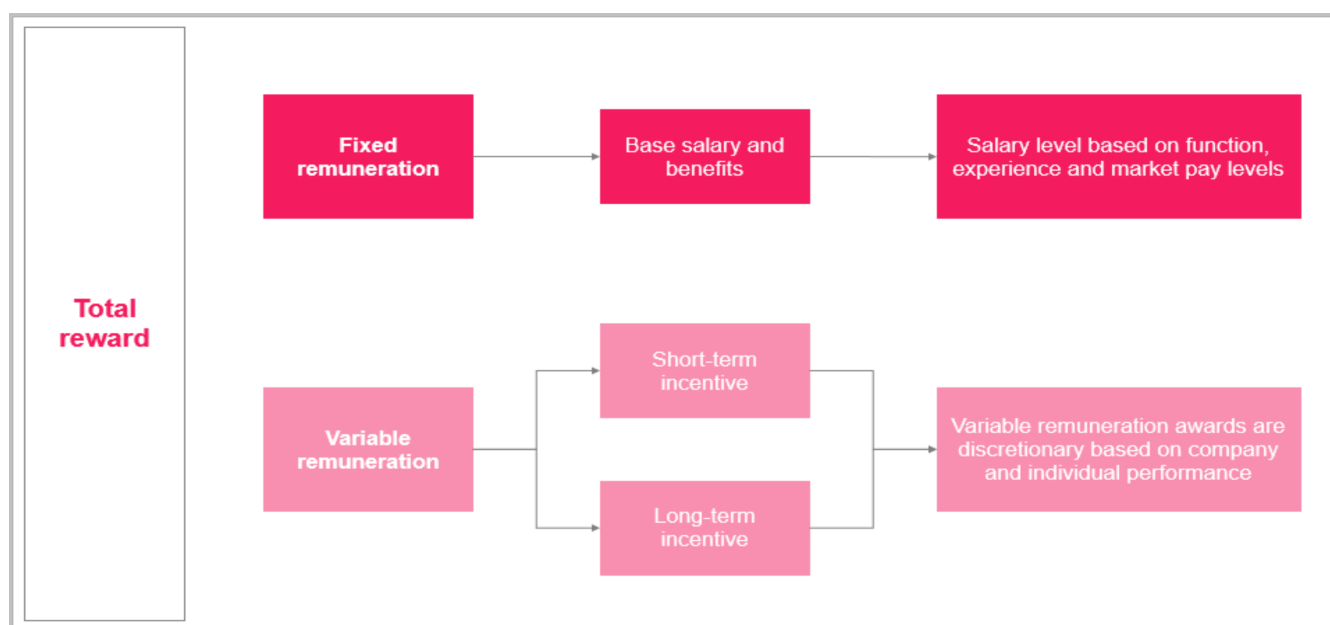 Total
reward
Fixed
remuneration
Base salary and
benefits
Salary level based on function,
experience and market pay levels
Variable
remuneration
Short-term
incentive
Long-term
incentive
Variable remuneration awards are
discretionary based on company
and individual performance